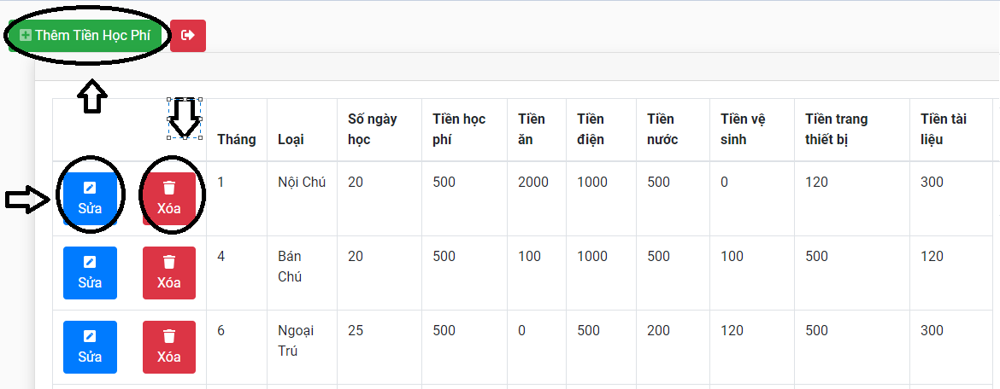 Thêm Tiền Học Phí
Số ngày Tiền học Tiền Tiền Tiền Tiền vệ Tiền trang Tiền tài
Tháng Loại học phí ăn điện nước sinh thiết bị liệu
1 Nội Chú 20 500 2000 1000 500 0 120 300
Sửa Xóa
4 Bán 20 500 100 1000 500 100 500 120
Sửa Xóa Chú
6 Ngoại 25 500 0 500 200 120 500 300
Sửa Xóa Trú